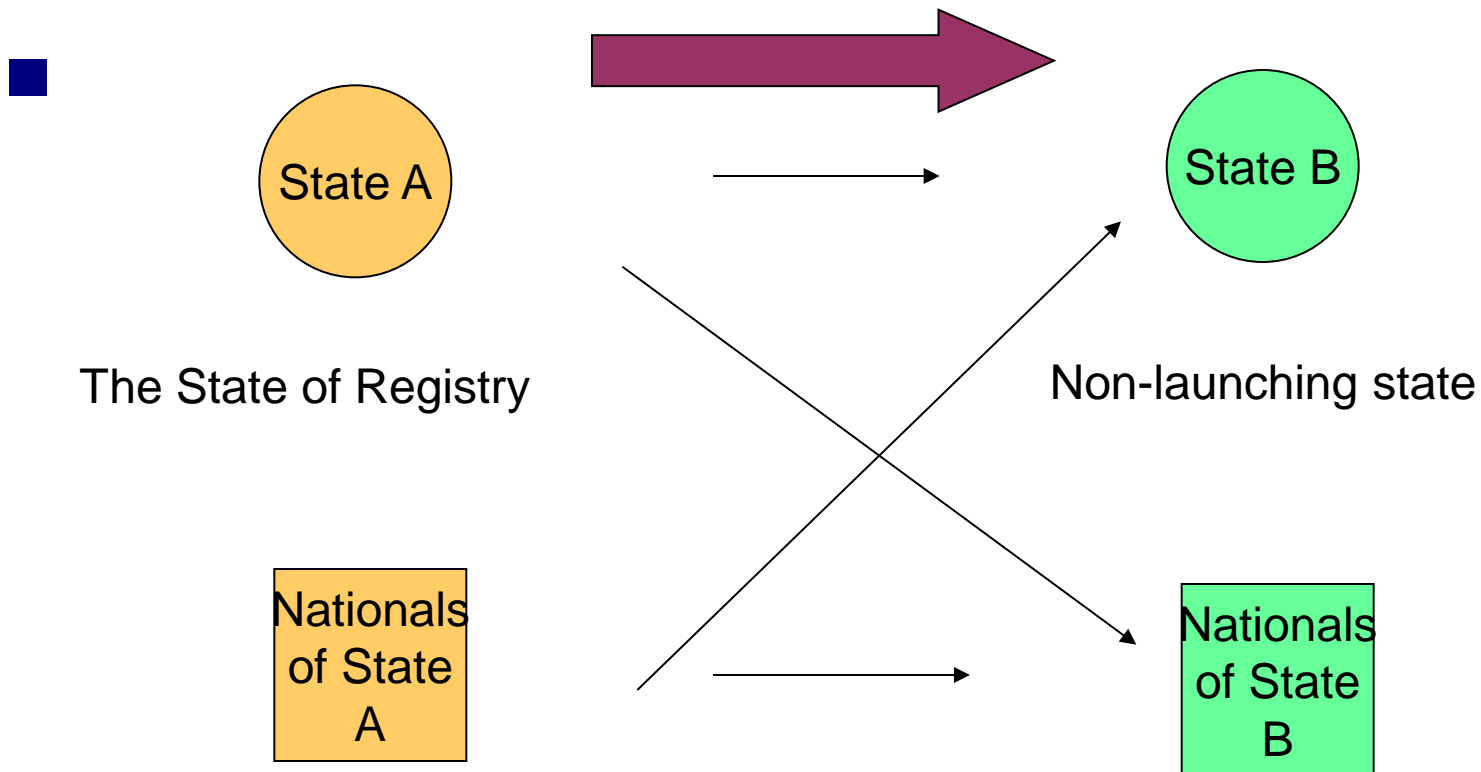 State A
State B
The State of Registry
Non-launching state
Nationals
of State
A
Nationals
of State
B